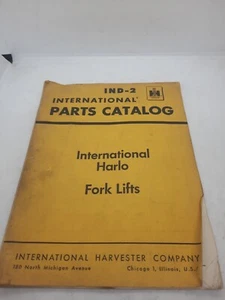 IND-2
INTERNATIONAL
PARTS CATALOG
IH
International
Harlo
Fork Lifts
INTERNATIONAL HARVESTER COMPANY
180 North Michigan Avenue Chicago 1, Illinois, U.S.A.